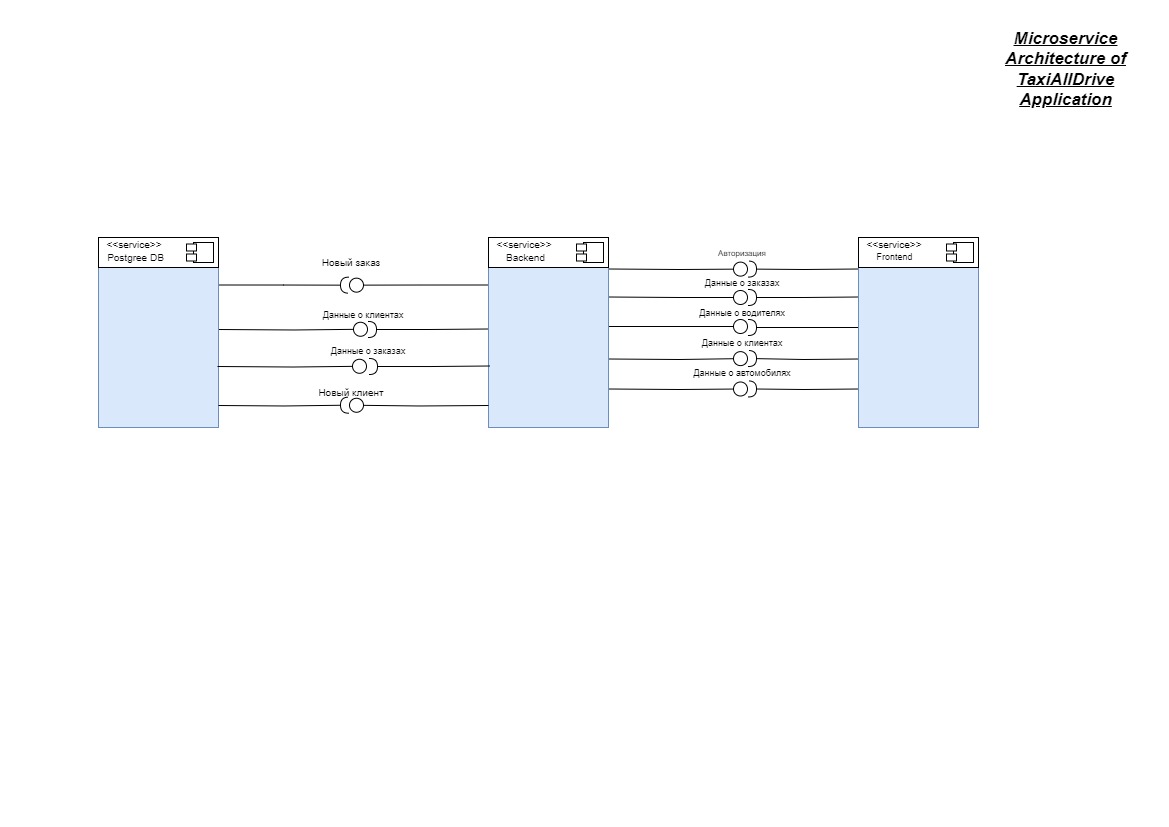 Microservice
Architecture of
TaxiAllDrive
Application
<<service>>
Postgree DB
Новый заказ
Данные о клиентах
Данные о заказах
Новый клиент
<<service>>
Backend
Авторизация
Данные о заказах
Данные о водителях
Данные о клиентах
Данные о автомобилях
<<service>>
Frontend